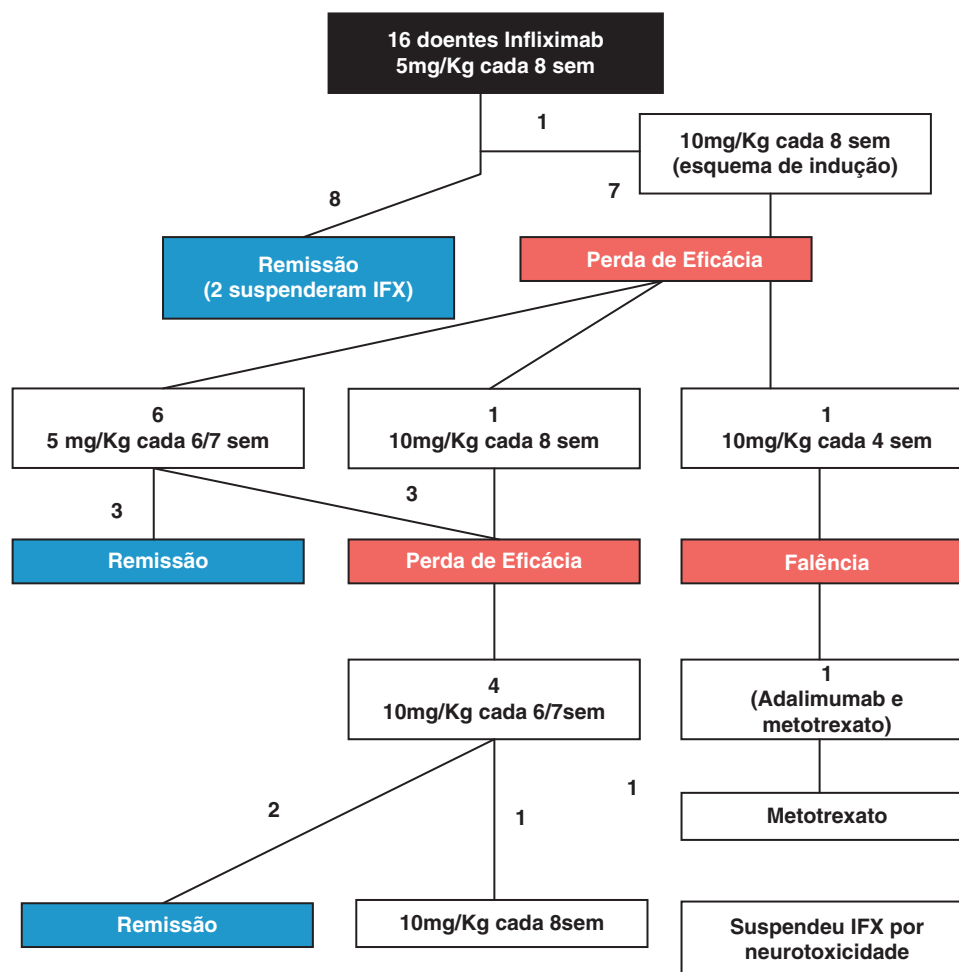 16 doentes Infliximab
5mg/Kg cada 8 sem
1
10mg/Kg cada 8 sem
(esquema de indução)
8
7
Remissão
(2 suspenderam IFX)
Perda de Eficácia
6
5 mg/Kg cada 6/7 sem
1
10mg/Kg cada 8 sem
1
10mg/Kg cada 4 sem
3
3
Remissão
Perda de Eficácia
Falência
4
10mg/Kg cada 6/7sem
1
(Adalimumab e
metotrexato)
2
1
1
Metotrexato
Remissão
10mg/Kg cada 8sem
Suspendeu IFX por
neurotoxicidade